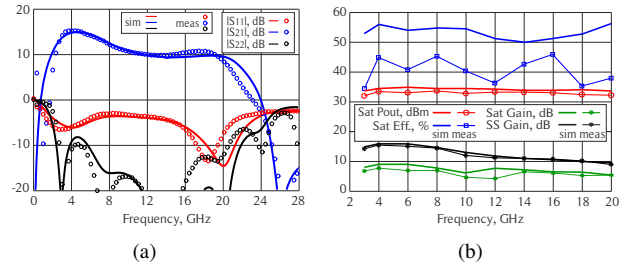 sim meas
|S11|, dB
|S21|, dB
|S22|, dB
20
10
0
-10
-20
0 4 8 12 16 20 24 28
Frequency, GHz
(a)
60
50
40
30
20
10
0
Sat Pout, dBm Sat Gain, dB
Sat Eff., % SS Gain, dB
sim meas sim meas
2 4 6 8 10 12 14 16 18 20
Frequency, GHz
(b)